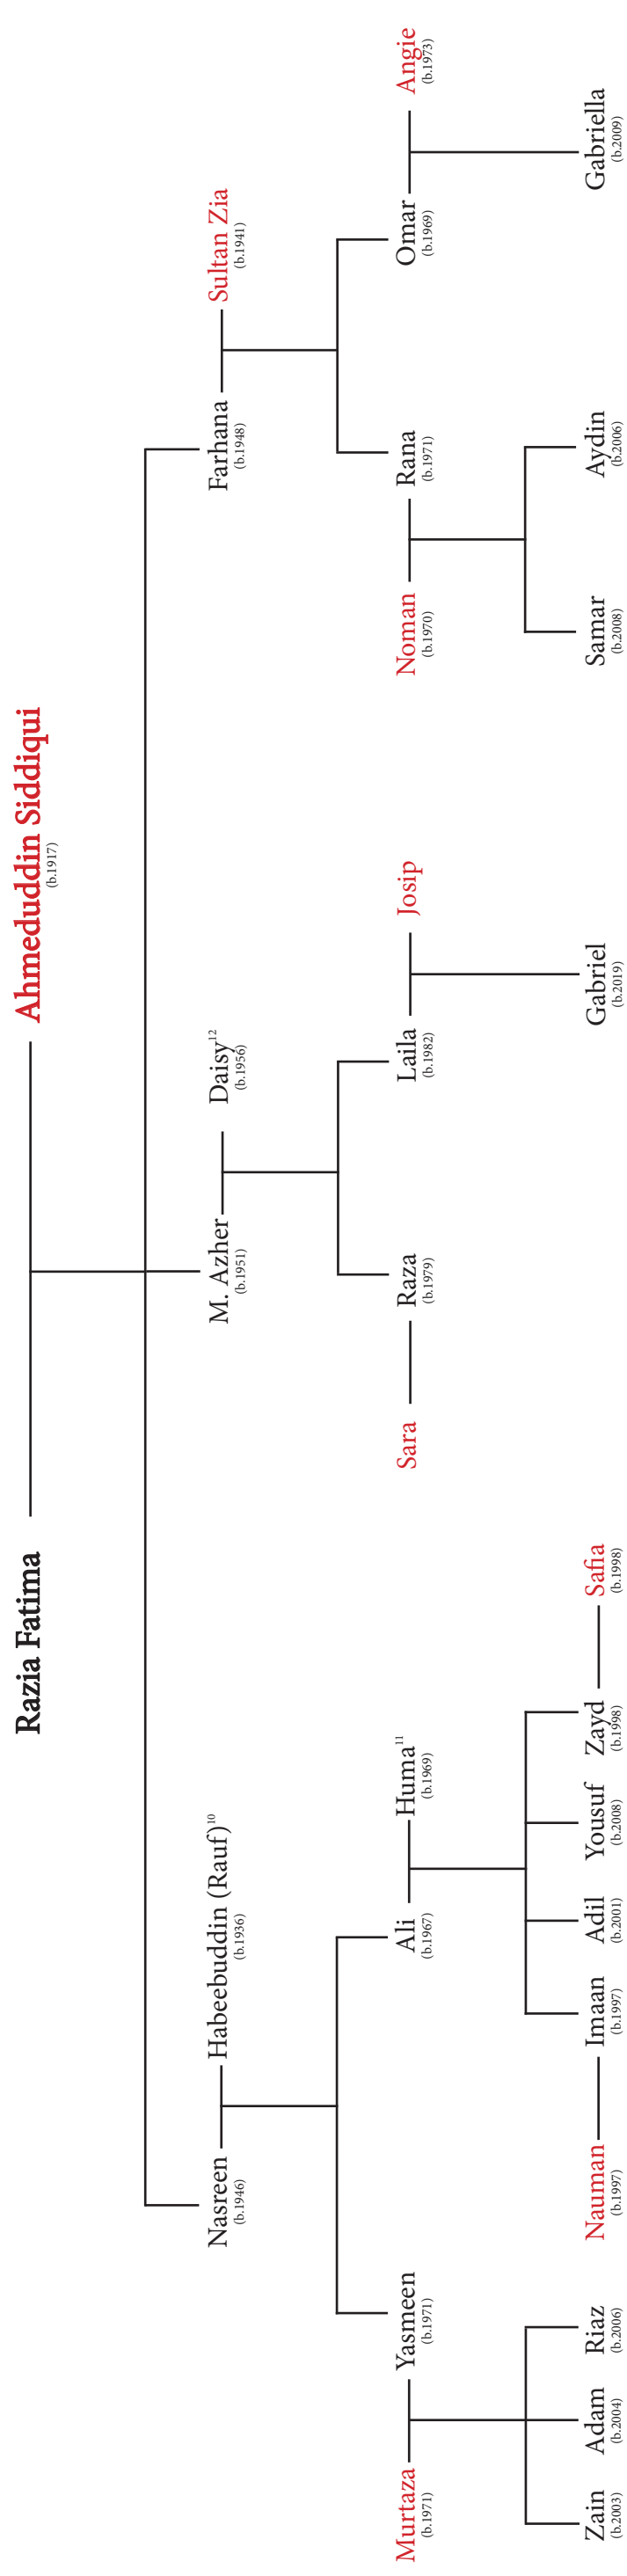 Razia Fatima
Ahmeduddin Siddiqui
(b.1917)
Nasreen
(b.1946)
Habeebuddin (Rauf)10
(b.1936)
M. Azher
(b.1951)
Daisy12
(b.1956)
Farhana
(b.1948)
Sultan Zia
(b.1941)
Murtaza
(b.1971)
Yasmeen
(b.1971)
Ali
(b.1967)
Huma11
(b.1969)
Sara
Raza
(b.1979)
Laila
(b.1982)
Josip
Noman
(b.1970)
Rana
(b.1971)
Omar
(b.1969)
Angie
(b.1973)
Zain
(b.2003)
Adam
(b.2004)
Riaz
(b.2006)
Nauman
(b.1997)
Imaan
(b.1997)
Adil
(b.2001)
Yousuf
(b.2008)
Zayd
(b.1998)
Safia
(b.1998)
Gabriel
(b.2019)
Samar
(b.2008)
Aydin
(b.2006)
Gabriella
(b.2009)